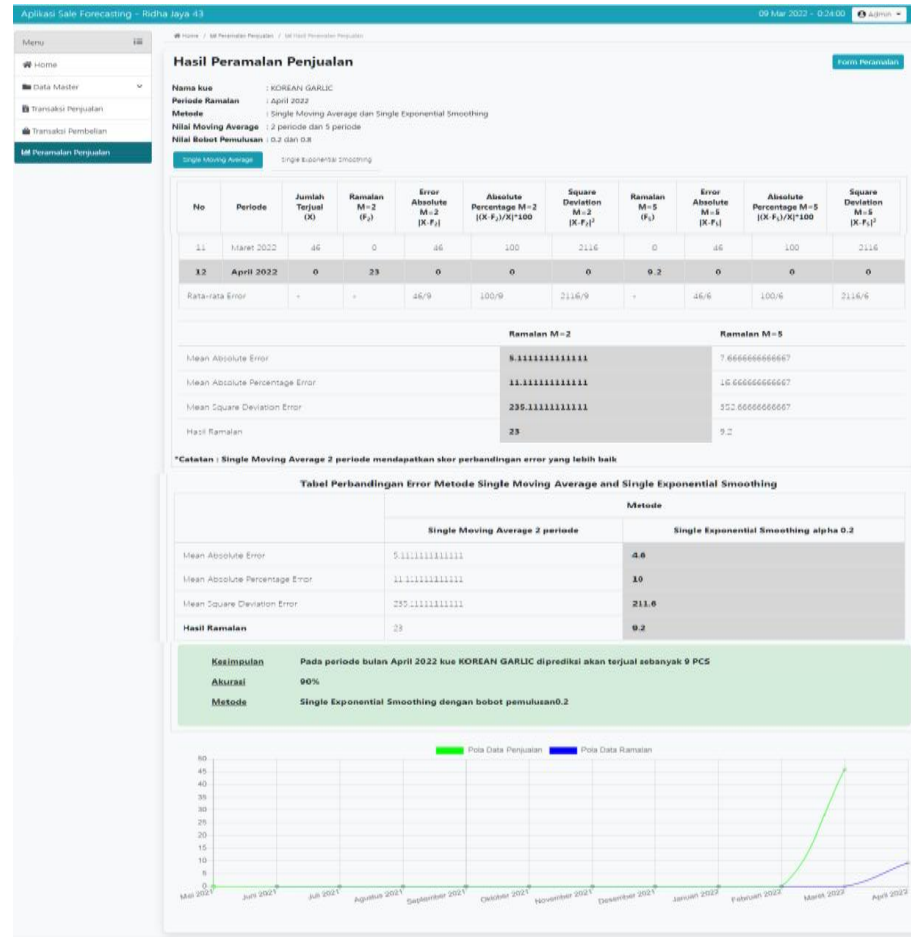 Aplikasi Sale Forecasting - Ridha Jaya 43
09 Mar 2022 - 0:24:00 Admin
Menu
Home
Data Master
Transaksi Penjualan
Transaksi Pembelian
Peramalan Penjualan
Home / Peramalan Penjualan / Hasil Peramalan Penjualan
Hasil Peramalan Penjualan
Form Peramalan
Nama kue : KOREAN GARLIC
Periode Ramalan : April 2022
Metode : Single Moving Average dan Single Exponential Smoothing
Nilai Moving Average : 2 periode dan 5 periode
Nilai Bobot Pemulusan : 0.2 dan 0.8
Single Moving Average Single Exponential Smoothing
No Periode Jumlah Terjual (X) Ramalan M=2 (F₂) Error Absolute M=2 |X-F₂| Absolute Percentage M=2 |(X-F₂)/X|*100 Square Deviation M=2 |X-F₂|² Ramalan M=5 (F₅) Error Absolute M=5 |X-F₅| Absolute Percentage M=5 |(X-F₅)/X|*100 Square Deviation M=5 |X-F₅|²
11 Maret 2022 46 0 46 100 2116 0 46 100 2116
12 April 2022 0 23 0 0 0 9.2 0 0 0
Rata-rata Error - - 46/9 100/9 2116/9 - 46/6 100/6 2116/6
Ramalan M=2 Ramalan M=5
Mean Absolute Error 5.1111111111111 7.6666666666667
Mean Absolute Percentage Error 11.111111111111 16.666666666667
Mean Square Deviation Error 235.11111111111 352.66666666667
Hasil Ramalan 23 9.2
*Catatan : Single Moving Average 2 periode mendapatkan skor perbandingan error yang lebih baik
Tabel Perbandingan Error Metode Single Moving Average and Single Exponential Smoothing
Metode
Single Moving Average 2 periode Single Exponential Smoothing alpha 0.2
Mean Absolute Error 5.1111111111111 4.6
Mean Absolute Percentage Error 11.111111111111 10
Mean Square Deviation Error 235.11111111111 211.6
Hasil Ramalan 23 9.2
Kesimpulan Pada periode bulan April 2022 kue KOREAN GARLIC diprediksi akan terjual sebanyak 9 PCS
Akurasi 90%
Metode Single Exponential Smoothing dengan bobot pemulusan0.2
Pola Data Penjualan Pola Data Ramalan
50
45
40
35
30
25
20
15
10
5
0
Mei 2021 Juni 2021 Juli 2021 Agustus 2021 September 2021 Oktober 2021 November 2021 Desember 2021 Januari 2022 Februari 2022 Maret 2022 April 2022